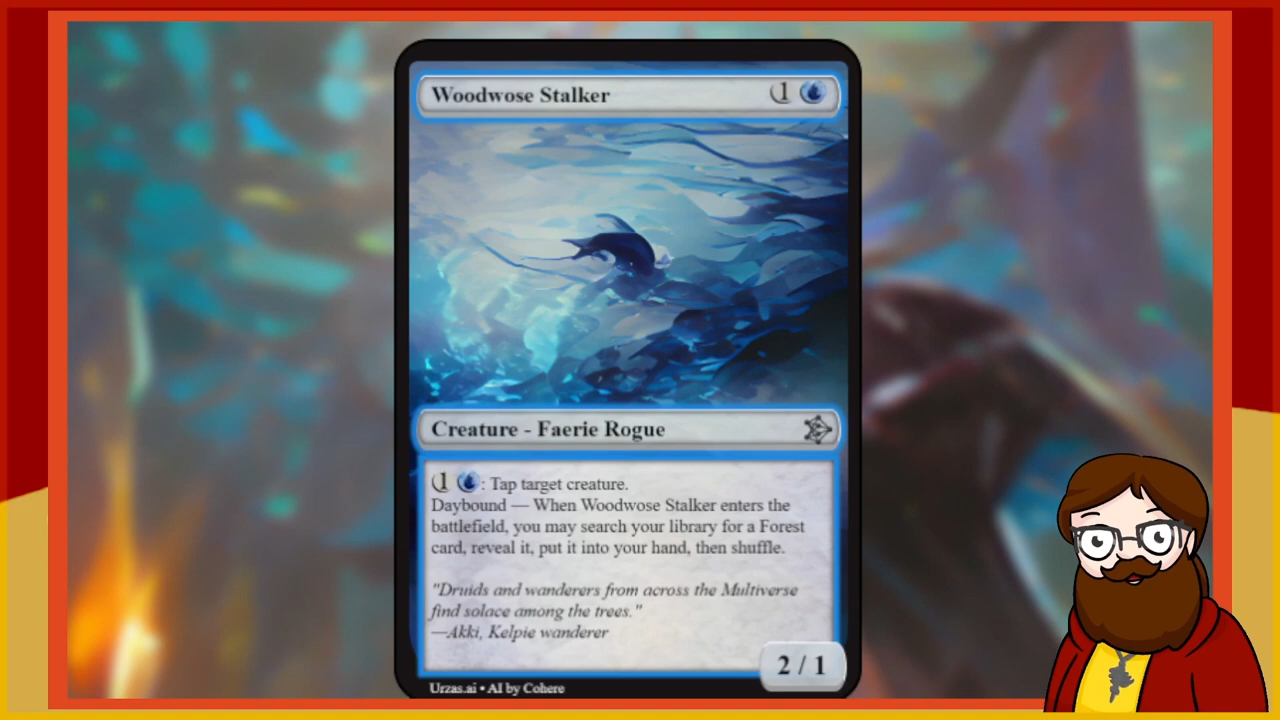 Woodwose Stalker 1
Creature - Faerie Rogue
1 : Tap target creature.
Daybound — When Woodwose Stalker enters the
battlefield, you may search your library for a Forest
card, reveal it, put it into your hand, then shuffle.
"Druids and wanderers from across the Multiverse
find solace among the trees."
—Akki, Kelpie wanderer
2 / 1
Urzas.ai • AI by Cohere